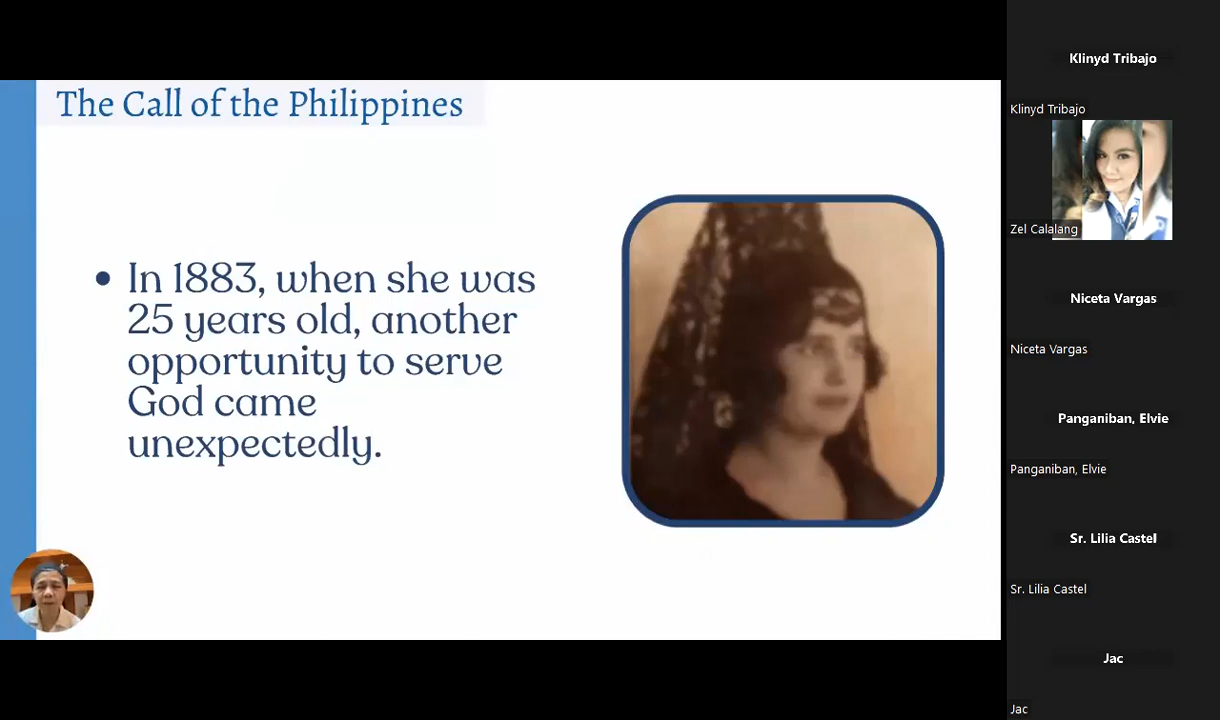 The Call of the Philippines
• In 1883, when she was
25 years old, another
opportunity to serve
God came
unexpectedly.
Klinyd Tribajo
Klinyd Tribajo
Zel Calalang
Niceta Vargas
Niceta Vargas
Panganiban, Elvie
Panganiban, Elvie
Sr. Lilia Castel
Sr. Lilia Castel
Jac
Jac